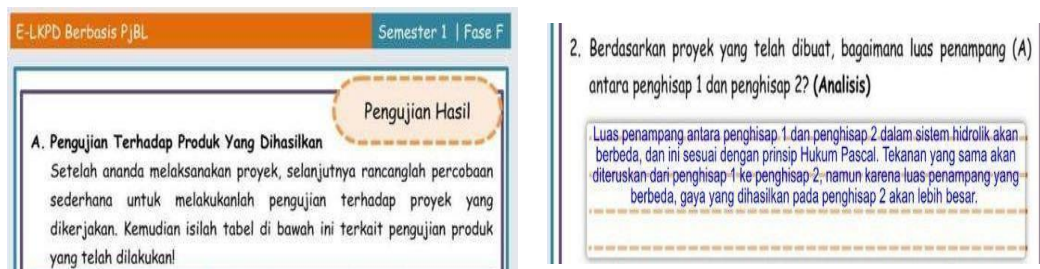 E-LKPD Berbasis PjBL
Semester 1 | Fase F
Pengujian Hasil
A. Pengujian Terhadap Produk Yang Dihasilkan
Setelah ananda melaksanakan proyek, selanjutnya rancanglah percobaan
sederhana untuk melakukanlah pengujian terhadap proyek yang
dikerjakan. Kemudian isilah tabel di bawah ini terkait pengujian produk
yang telah dilakukan!
2. Berdasarkan proyek yang telah dibuat, bagaimana luas penampang (A)
antara penghisap 1 dan penghisap 2? (Analisis)
Luas penampang antara penghisap 1 dan penghisap 2 dalam sistem hidrolik akan
berbeda, dan ini sesuai dengan prinsip Hukum Pascal. Tekanan yang sama akan
diteruskan dari penghisap 1 ke penghisap 2, namun karena luas penampang yang
berbeda, gaya yang dihasilkan pada penghisap 2 akan lebih besar.